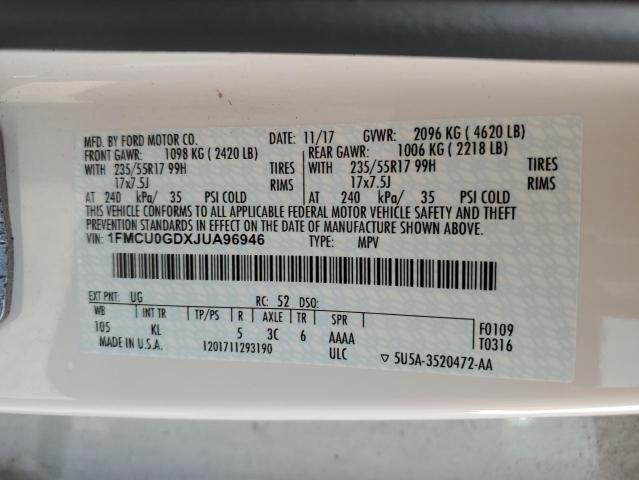 MFD. BY FORD MOTOR CO. DATE: 11/17 GVWR: 2096 KG ( 4620 LB)
FRONT GAWR: 1098 KG ( 2420 LB) REAR GAWR: 1006 KG ( 2218 LB)
WITH 235/55R17 99H TIRES WITH 235/55R17 99H TIRES
17x7.5J RIMS 17x7.5J RIMS
AT 240 kPa/ 35 PSI COLD AT 240 kPa/ 35 PSI COLD
THIS VEHICLE CONFORMS TO ALL APPLICABLE FEDERAL MOTOR VEHICLE SAFETY AND THEFT
PREVENTION STANDARDS IN EFFECT ON THE DATE OF MANUFACTURE SHOWN ABOVE.
VIN: 1FMCU0GDXJUA96946 TYPE: MPV
EXT PNT: UG RC: 52 DSO:
WB INT TR TP/PS R AXLE TR SPR F0109
105 KL 5 3C 6 AAAA T0316
MADE IN U.S.A. 1201711293190 ULC ▽ 5U5A-3520472-AA